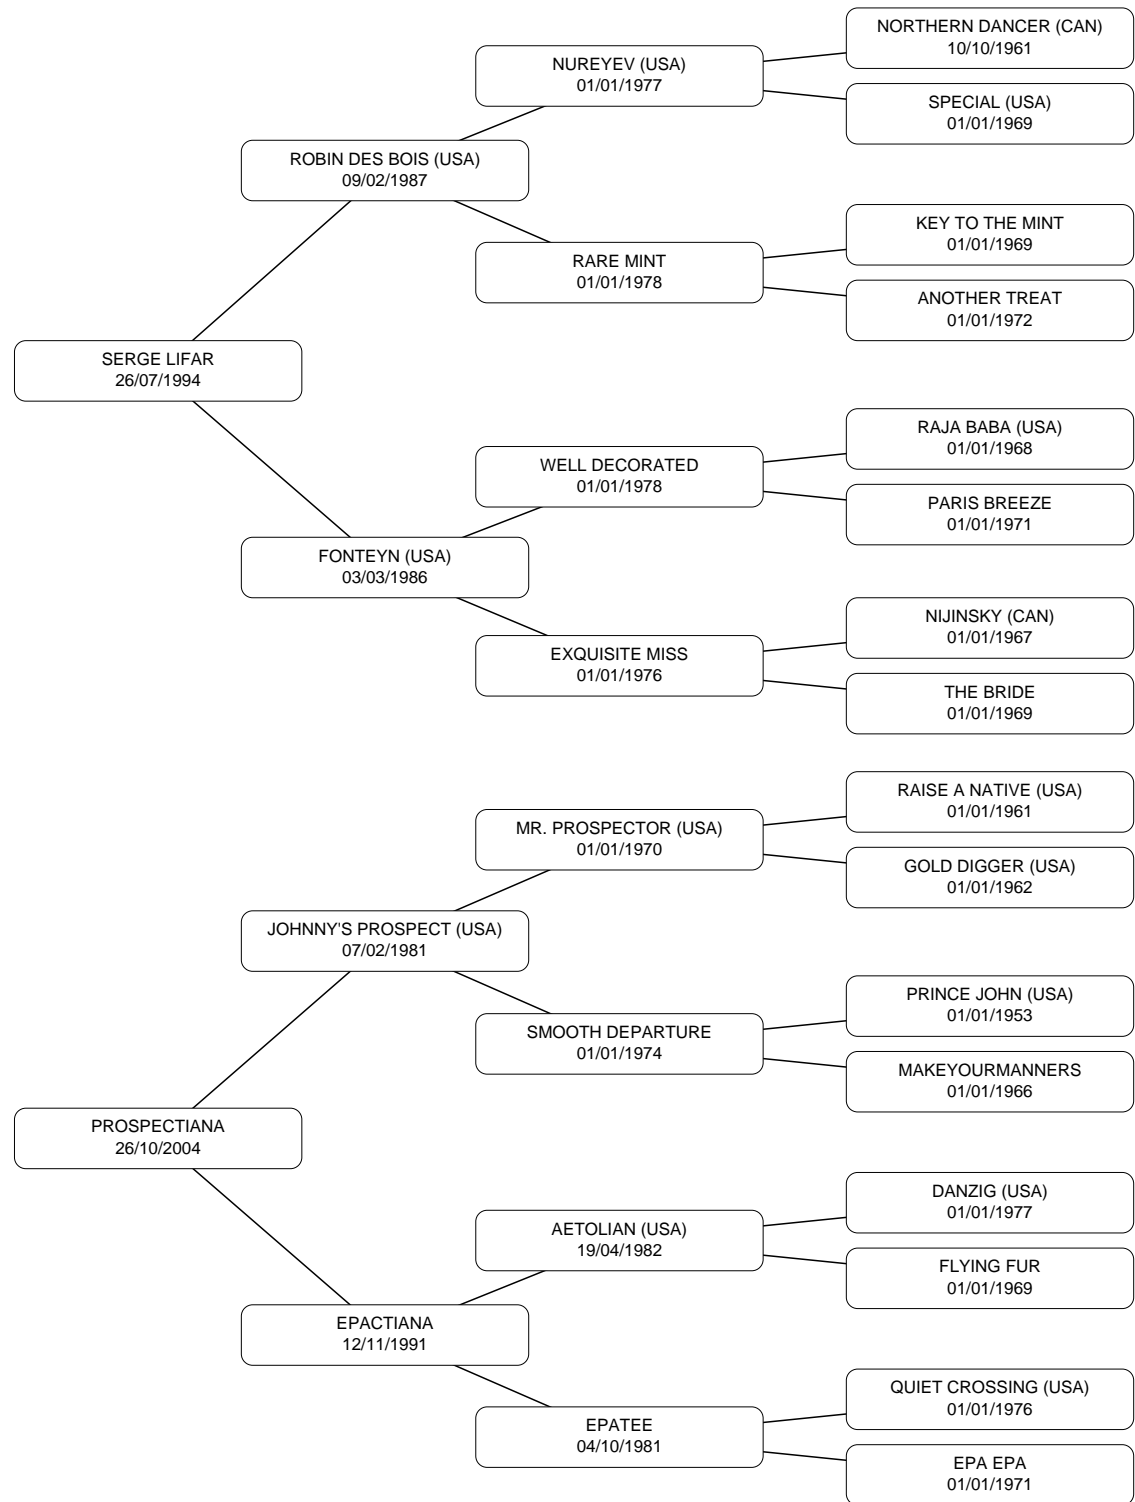 NORTHERN DANCER (CAN)
10/10/1961
NUREYEV (USA)
01/01/1977
SPECIAL (USA)
01/01/1969
ROBIN DES BOIS (USA)
09/02/1987
KEY TO THE MINT
01/01/1969
RARE MINT
01/01/1978
ANOTHER TREAT
01/01/1972
SERGE LIFAR
26/07/1994
RAJA BABA (USA)
01/01/1968
WELL DECORATED
01/01/1978
PARIS BREEZE
01/01/1971
FONTEYN (USA)
03/03/1986
NIJINSKY (CAN)
01/01/1967
EXQUISITE MISS
01/01/1976
THE BRIDE
01/01/1969
RAISE A NATIVE (USA)
01/01/1961
MR. PROSPECTOR (USA)
01/01/1970
GOLD DIGGER (USA)
01/01/1962
JOHNNY'S PROSPECT (USA)
07/02/1981
PRINCE JOHN (USA)
01/01/1953
SMOOTH DEPARTURE
01/01/1974
MAKEYOURMANNERS
01/01/1966
PROSPECTIANA
26/10/2004
DANZIG (USA)
01/01/1977
AETOLIAN (USA)
19/04/1982
FLYING FUR
01/01/1969
EPACTIANA
12/11/1991
QUIET CROSSING (USA)
01/01/1976
EPATEE
04/10/1981
EPA EPA
01/01/1971